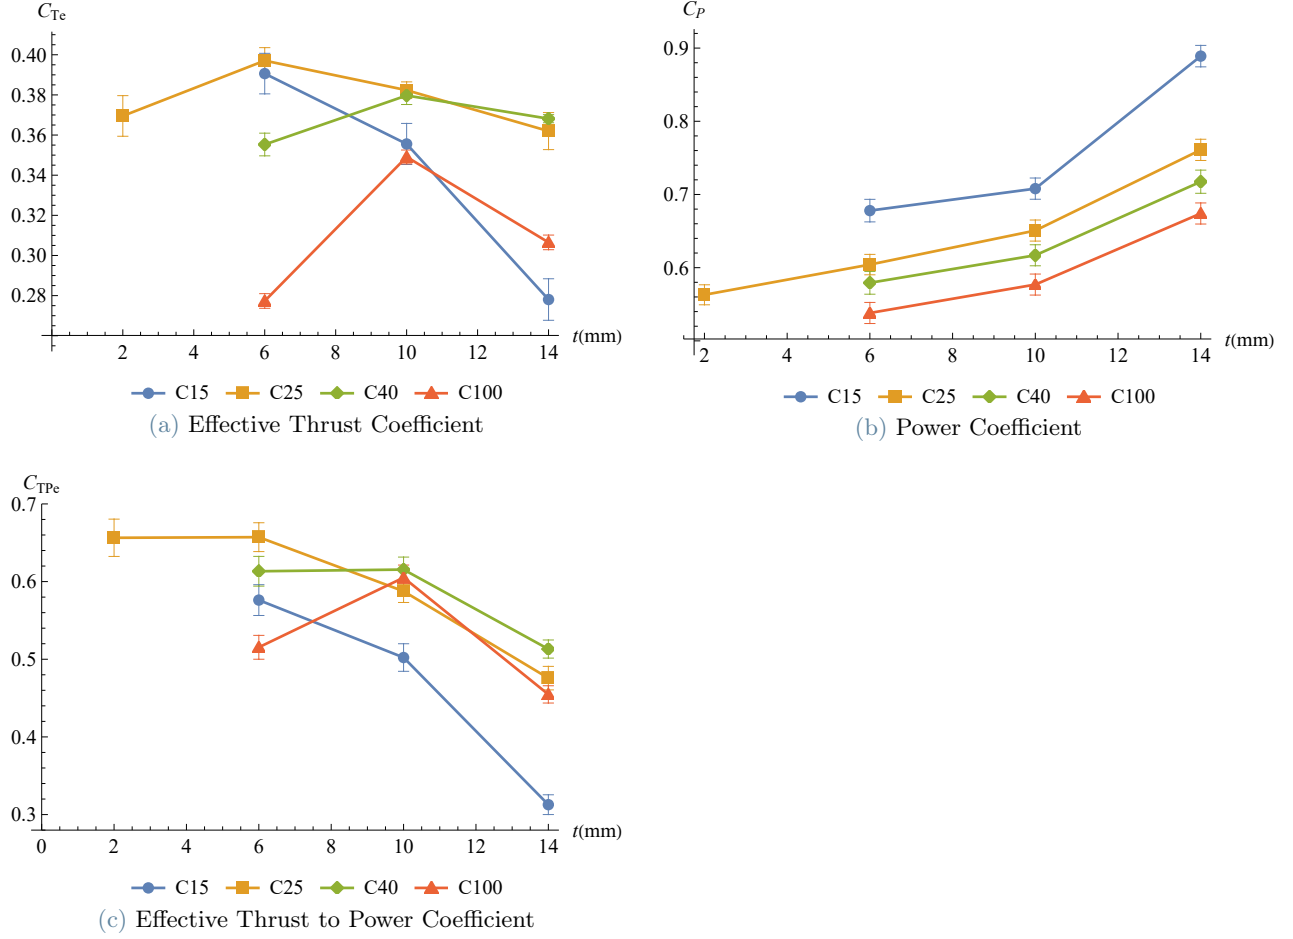 C_Te
0.40
0.38
0.36
0.34
0.32
0.30
0.28
2 4 6 8 10 12 14
t(mm)
C15 C25 C40 C100
(a) Effective Thrust Coefficient
C_P
0.9
0.8
0.7
0.6
2 4 6 8 10 12 14
t(mm)
C15 C25 C40 C100
(b) Power Coefficient
C_TPe
0.7
0.6
0.5
0.4
0.3
0 2 4 6 8 10 12 14
t(mm)
C15 C25 C40 C100
(c) Effective Thrust to Power Coefficient